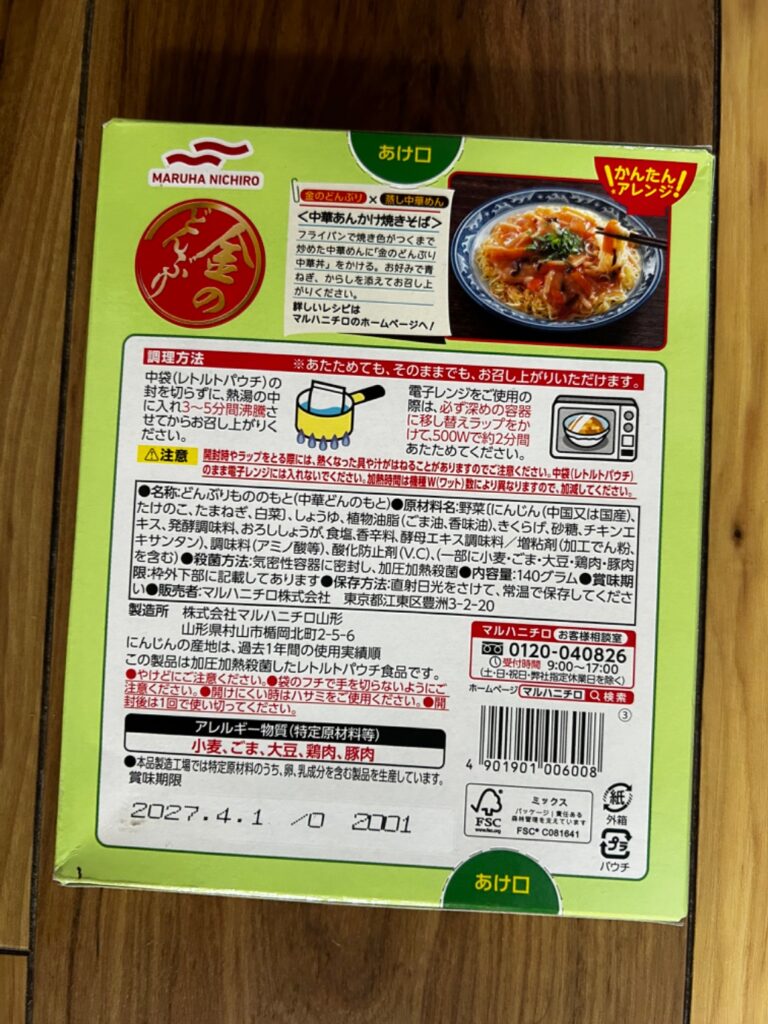 あけ口
MARUHA NICHIRO
金の
どんぶり
金のどんぶり×蒸し中華めん
<中華あんかけ焼きそば>
フライパンで焼き色がつくまで
炒めた中華めんに「金のどんぶり
中華丼」をかける。お好みで青
ねぎ、からしを添えてお召し上
がりください。
詳しいレシピは
マルハニチロのホームページへ!
かんたん
アレンジ!
調理方法
※あたためても、そのままでも、お召し上がりいただけます。
中袋(レトルトパウチ)の
封を切らずに、熱湯の中
に入れ3〜5分間沸騰さ
せてからお召し上がりく
ださい。
電子レンジをご使用の
際は、必ず深めの容器
に移し替えラップをか
けて、500Wで約2分間
あたためてください。
⚠注意
開封時やラップをとる際には、熱くなった具や汁がはねることがありますのでご注意ください。中袋(レトルトパウチ)
のまま電子レンジには入れないでください。加熱時間は機種W(ワット)数により異なりますので、加減してください。
●名称:どんぶりもののもと(中華どんのもと)●原材料名:野菜〔にんじん(中国又は国産)、
たけのこ、たまねぎ、白菜〕、しょうゆ、植物油脂(ごま油、香味油)、きくらげ、砂糖、チキンエ
キス、発酵調味料、おろししょうが、食塩、香辛料、酵母エキス調味料/増粘剤(加工でん粉、
キサンタン)、調味料(アミノ酸等)、酸化防止剤(V.C)、(一部に小麦・ごま・大豆・鶏肉・豚肉
を含む)●殺菌方法:気密性容器に密封し、加圧加熱殺菌●内容量:140グラム●賞味期
限:枠外下部に記載してあります●保存方法:直射日光をさけて、常温で保存してくださ
い●販売者:マルハニチロ株式会社 東京都江東区豊洲3-2-20
製造所 株式会社マルハニチロ山形
山形県村山市楯岡北町2-5-6
にんじんの産地は、過去1年間の使用実績順
この製品は加圧加熱殺菌したレトルトパウチ食品です。
●やけどにご注意ください。●袋のフチで手を切らないようにご
注意ください。●開けにくい時はハサミをご使用ください。●開
封後は1回で使い切ってください。
マルハニチロ お客様相談室
0120-040826
受付時間 9:00〜17:00
(土・日・祝日・弊社指定休業日を除く)
ホームページ マルハニチロ 検索
③
アレルギー物質(特定原材料等)
小麦、ごま、大豆、鶏肉、豚肉
●本品製造工場では特定原材料のうち、卵、乳成分を含む製品を生産しています。
賞味期限
2027.4.1 /O 2001
4 901901 006008
FSC
www.fsc.org
ミックス
パッケージ|責任ある
森林管理を支えています
FSC® C081641
紙
外箱
プラ
パウチ
あけ口